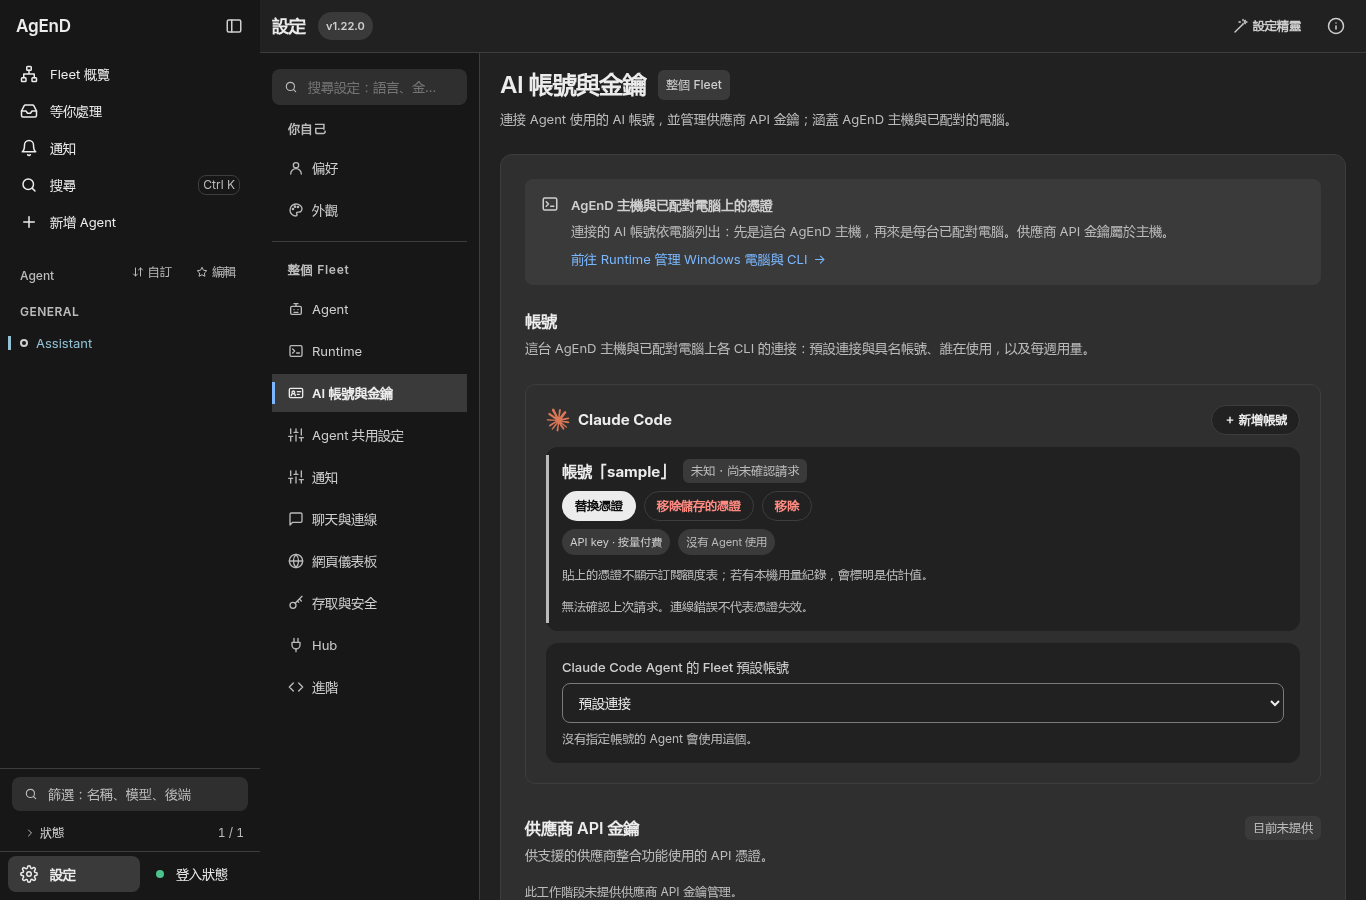 AgEnD
Fleet 概覽
等你處理
通知
搜尋
Ctrl K
新增 Agent
Agent
自訂
編輯
GENERAL
Assistant
篩選：名稱、模型、後端
狀態
1 / 1
設定
登入狀態
設定
v1.22.0
設定精靈
搜尋設定：語言、金...
你自己
偏好
外觀
整個 Fleet
Agent
Runtime
AI 帳號與金鑰
Agent 共用設定
通知
聊天與連線
網頁儀表板
存取與安全
Hub
進階
AI 帳號與金鑰
整個 Fleet
連接 Agent 使用的 AI 帳號，並管理供應商 API 金鑰；涵蓋 AgEnD 主機與已配對的電腦。
AgEnD 主機與已配對電腦上的憑證
連接的 AI 帳號依電腦列出：先是這台 AgEnD 主機，再來是每台已配對電腦。供應商 API 金鑰屬於主機。
前往 Runtime 管理 Windows 電腦與 CLI →
帳號
這台 AgEnD 主機與已配對電腦上各 CLI 的連接：預設連接與具名帳號、誰在使用，以及每週用量。
Claude Code
+ 新增帳號
帳號「sample」
未知 · 尚未確認請求
替換憑證
移除儲存的憑證
移除
API key · 按量付費
沒有 Agent 使用
貼上的憑證不顯示訂閱額度表；若有本機用量紀錄，會標明是估計值。
無法確認上次請求。連線錯誤不代表憑證失效。
Claude Code Agent 的 Fleet 預設帳號
預設連接
沒有指定帳號的 Agent 會使用這個。
供應商 API 金鑰
目前未提供
供支援的供應商整合功能使用的 API 憑證。
此工作階段未提供供應商 API 金鑰管理。